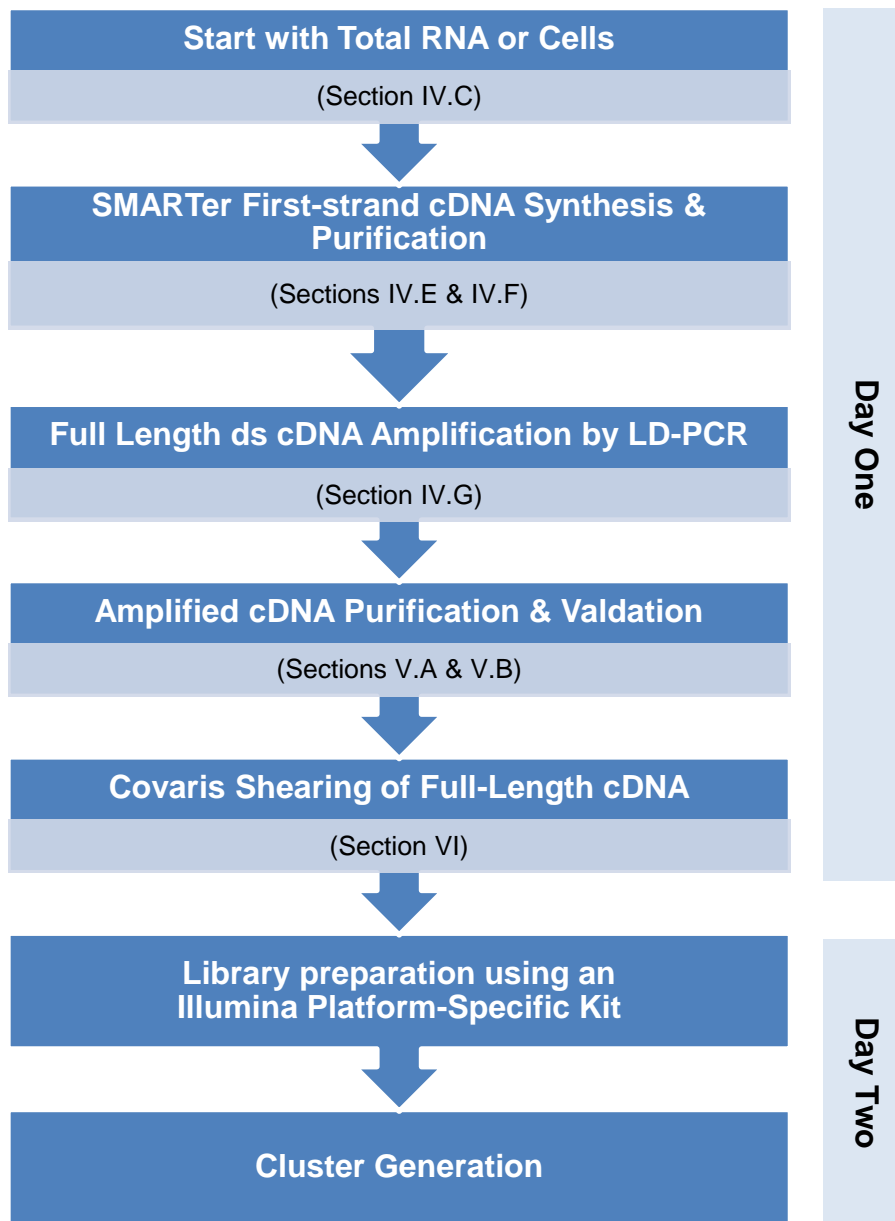 Start with Total RNA or Cells
(Section IV.C)
SMARTer First-strand cDNA Synthesis &
Purification
(Sections IV.E & IV.F)
Full Length ds cDNA Amplification by LD-PCR
(Section IV.G)
Amplified cDNA Purification & Valdation
(Sections V.A & V.B)
Covaris Shearing of Full-Length cDNA
(Section VI)
Day One
Library preparation using an
Illumina Platform-Specific Kit
Cluster Generation
Day Two